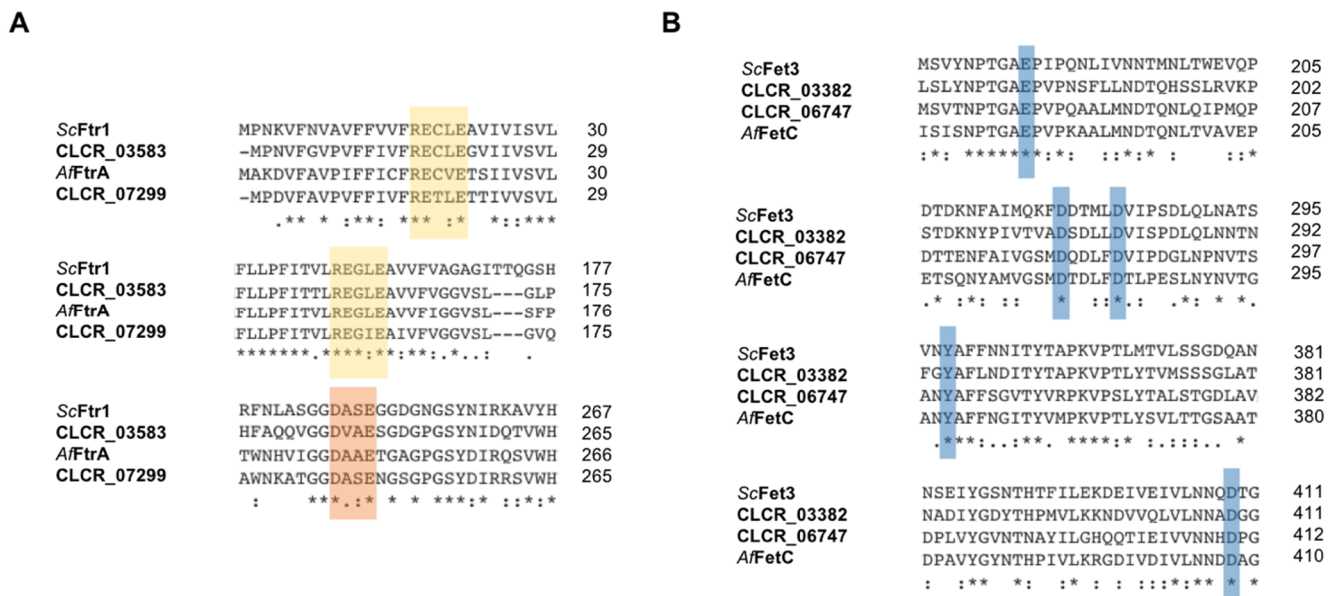 A
ScFtr1 MPNKVFNVAVFFVVFRECLEAVIVISVL 30
CLCR_03583 -MPNVFGVPVFFIVFRECLEGVIIVSVL 29
AfFtrA MAKDVFAVPIFFICFRECVETSIIVSVL 30
CLCR_07299 -MPDVFAVPIFFIVFRETLETTIVVSVL 29
.** * :**: *** :* *::***
ScFtr1 FLLPFITVLREGLEAVVFVAGAGITTQGSH 177
CLCR_03583 FLLPFITTLREGLEAVVFVGGVSL---GLP 175
AfFtrA FLLPFITVLREGLEAVVFIGGVSL---SFP 176
CLCR_07299 FLLPFITVLREGIEAIVFVGGVSL---GVQ 175
*******.****:**:**:.*..: .
ScFtr1 RFNLASGGDASEGGDGNGSYNIRKAVYH 267
CLCR_03583 HFAQQVGGDVAESGDGPGSYNIDQTVWH 265
AfFtrA TWNHVIGGDAAETGAGPGSYDIRQSVWH 266
CLCR_07299 AWNKATGGDASENGSGPGSYDIRRSVWH 265
: ***.:* * * ***:* ::*:*
B
ScFet3 MSVYNPTGAEPIPQNLIVNNTMNLTWEVQP 205
CLCR_03382 LSLYNPTGAEPVPNSFLLNDTQHSSLRVKP 202
CLCR_06747 MSVTNPTGAEPVPQAALMNDTQNLQIPMQP 207
AfFetC ISISNPTGAEPVPKAALMNDTQNLTVAVEP 205
:*: *******:*: ::*:* : ::*
ScFet3 DTDKNFAIMQKFDDTMLDVIPSDLQLNATS 295
CLCR_03382 STDKNYPIVTVADSDLLDVIPSDLQLNNTN 292
CLCR_06747 DTTENFAIVGSMDQDLFDVIPDGLNPNVTS 297
AfFetC ETSQNYAMVGSMDTDLFDTLPESLNYNVTG 295
.* :*:: * ::*.: .*: *.
ScFet3 VNYAFFNNITYTAPKVPTLMTVLSSGDQAN 381
CLCR_03382 FGYAFLNDITYTAPKVPTLYTVMSSSGLAT 381
CLCR_06747 ANYAFFSGVTYVRPKVPSLYTALSTGDLAV 382
AfFetC ANYAFFNGITYVMPKVPTLYSVLTTGSAAT 380
.***:..:**. ****:* :.:::.. *
ScFet3 NSEIYGSNTHTFILEKDEIVEIVLNNQDTG 411
CLCR_03382 NADIYGDYTHPMVLKKNDVVQLVLNNADGG 411
CLCR_06747 DPLVYGVNTNAYILGHQQTIEIVVNNHDPG 412
AfFetC DPAVYGYNTHPIVLKRGDIVDIVLNNDDAG 410
: :** *: :* : : :::*:** * *